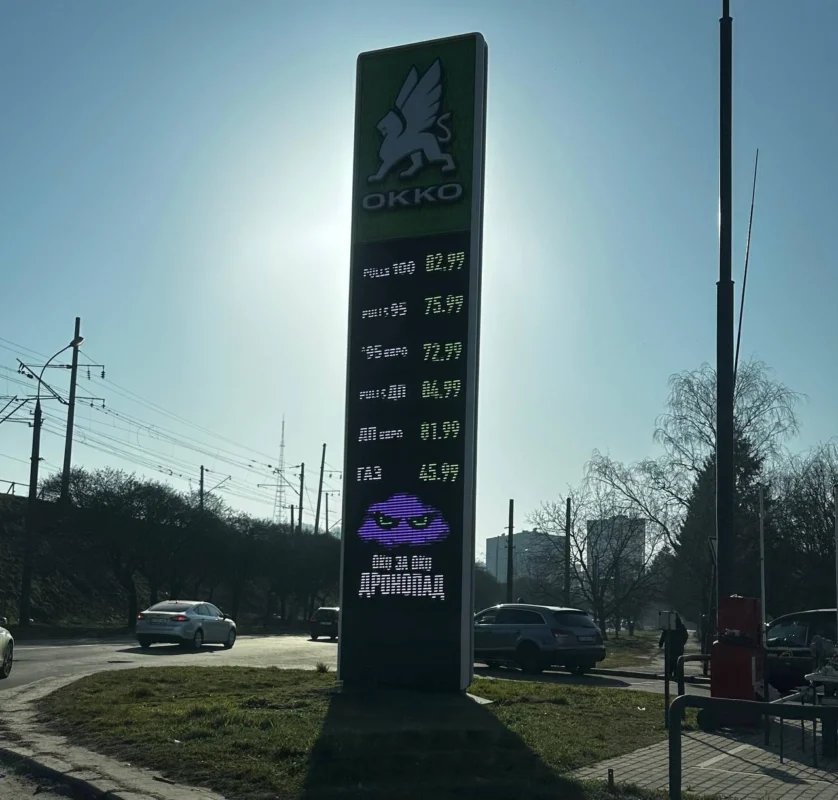 OKKO
PULLS 100 82.99
PULLS 95 75.99
А95 ЄВРО 72.99
PULLS ДП 84.99
ДП ЄВРО 81.99
ГАЗ 45.99
ОКО ЗА ОКО
ДРОНОПАД